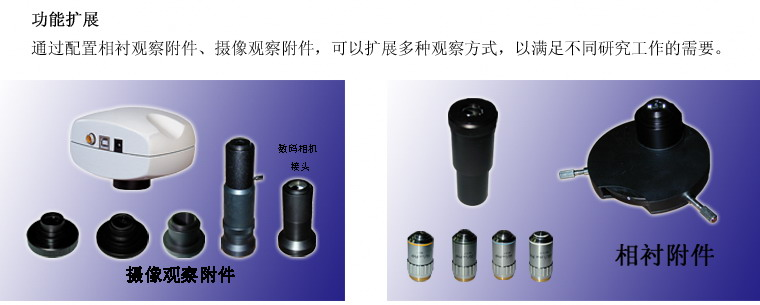 功能扩展
通过配置相衬观察附件、摄像观察附件，可以扩展多种观察方式，以满足不同研究工作的需要。
数码相机
接头
摄像观察附件
相衬附件